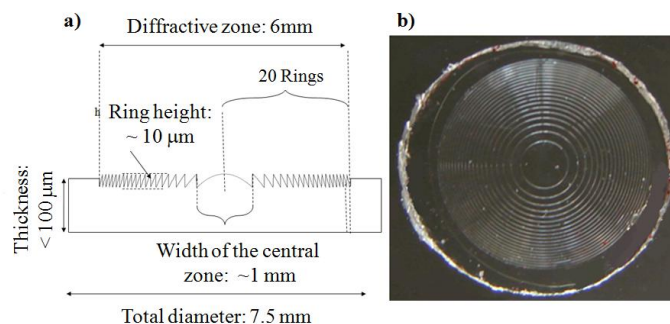 a)
b)
Diffractive zone: 6mm
20 Rings
h
Ring height:
~ 10 µm
Thickness:
< 100 µm
Width of the central
zone: ~1 mm
Total diameter: 7.5 mm